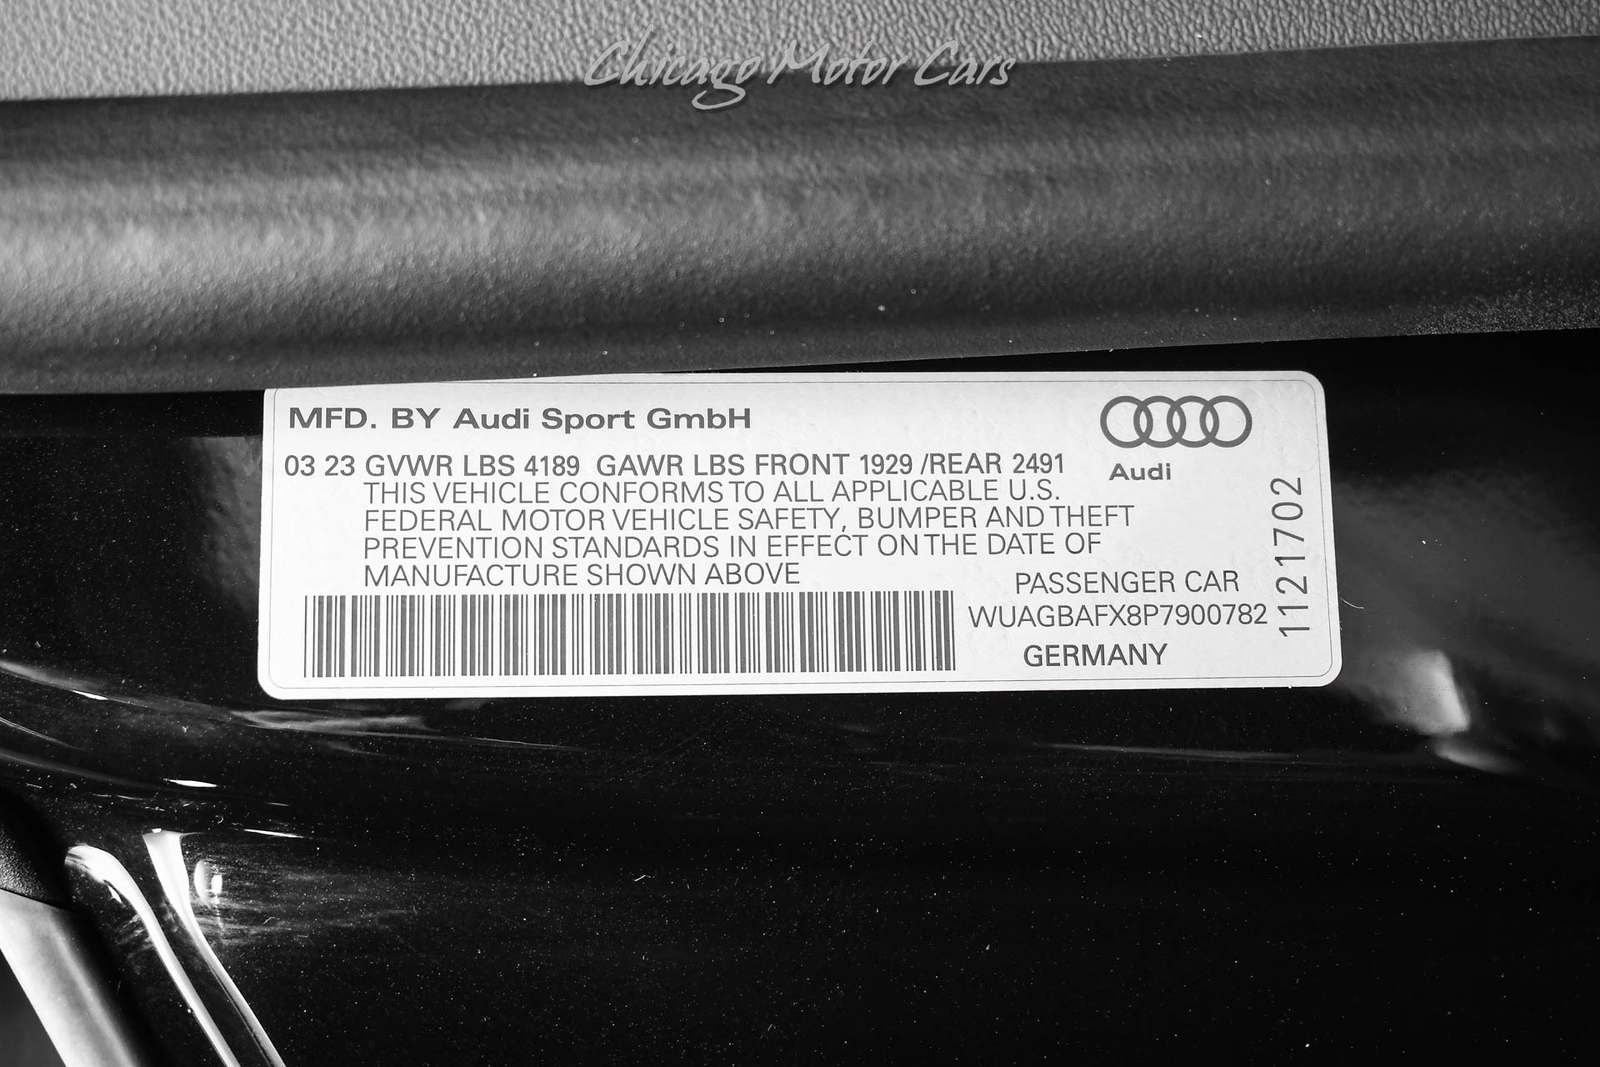 Chicago Motor Cars
MFD. BY Audi Sport GmbH
03 23 GVWR LBS 4189 GAWR LBS FRONT 1929 /REAR 2491
Audi
THIS VEHICLE CONFORMS TO ALL APPLICABLE U.S.
FEDERAL MOTOR VEHICLE SAFETY, BUMPER AND THEFT
PREVENTION STANDARDS IN EFFECT ON THE DATE OF
MANUFACTURE SHOWN ABOVE
PASSENGER CAR
WUAGBAFX8P7900782
GERMANY
1121702